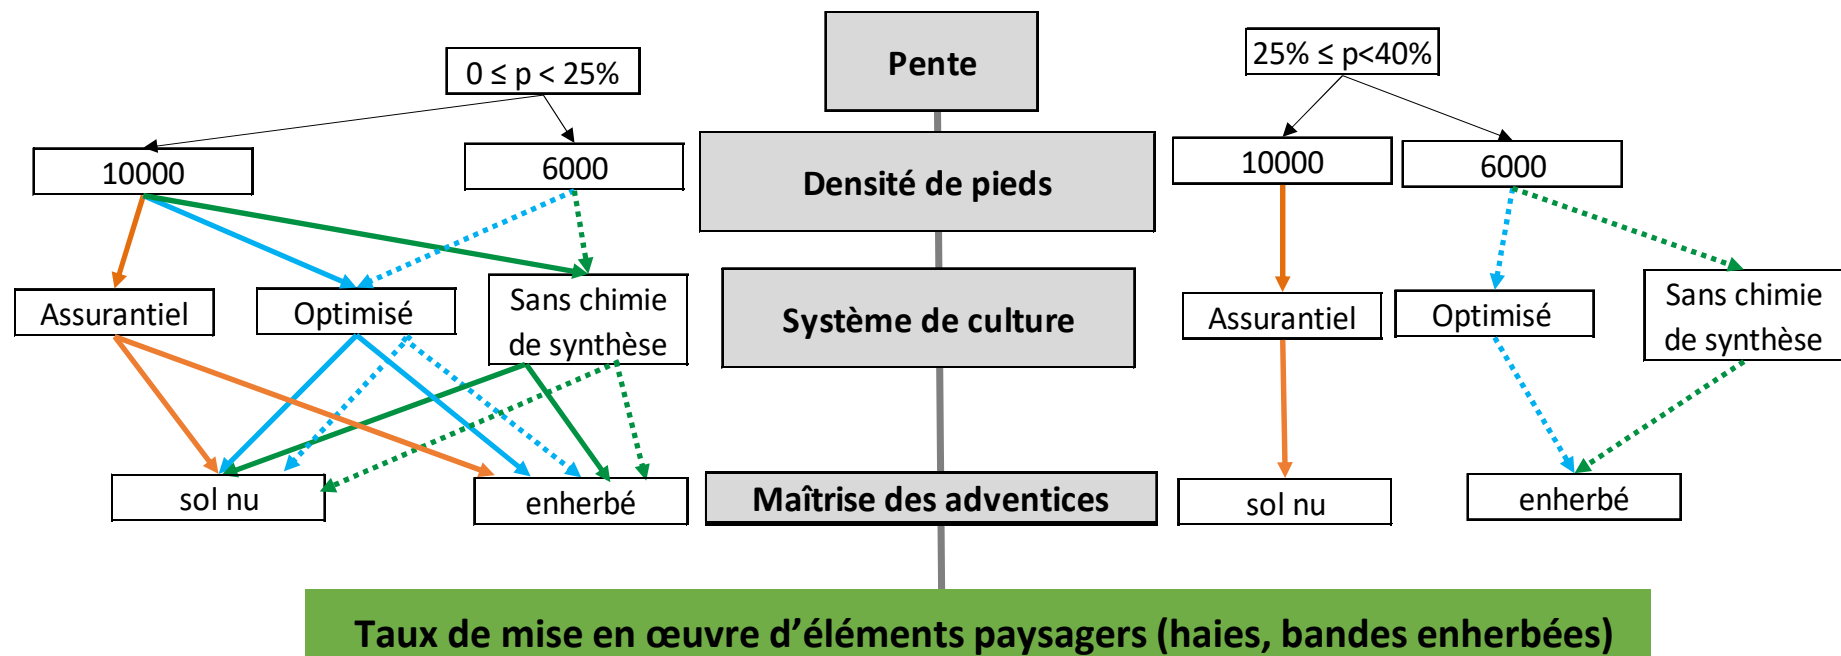 0 ≤ p < 25%
Pente
25% ≤ p<40%
10000
6000
Densité de pieds
10000
6000
Assurantiel
Optimisé
Sans chimie
de synthèse
Système de culture
Assurantiel
Optimisé
Sans chimie
de synthèse
sol nu
enherbé
Maîtrise des adventices
sol nu
enherbé
Taux de mise en œuvre d’éléments paysagers (haies, bandes enherbées)